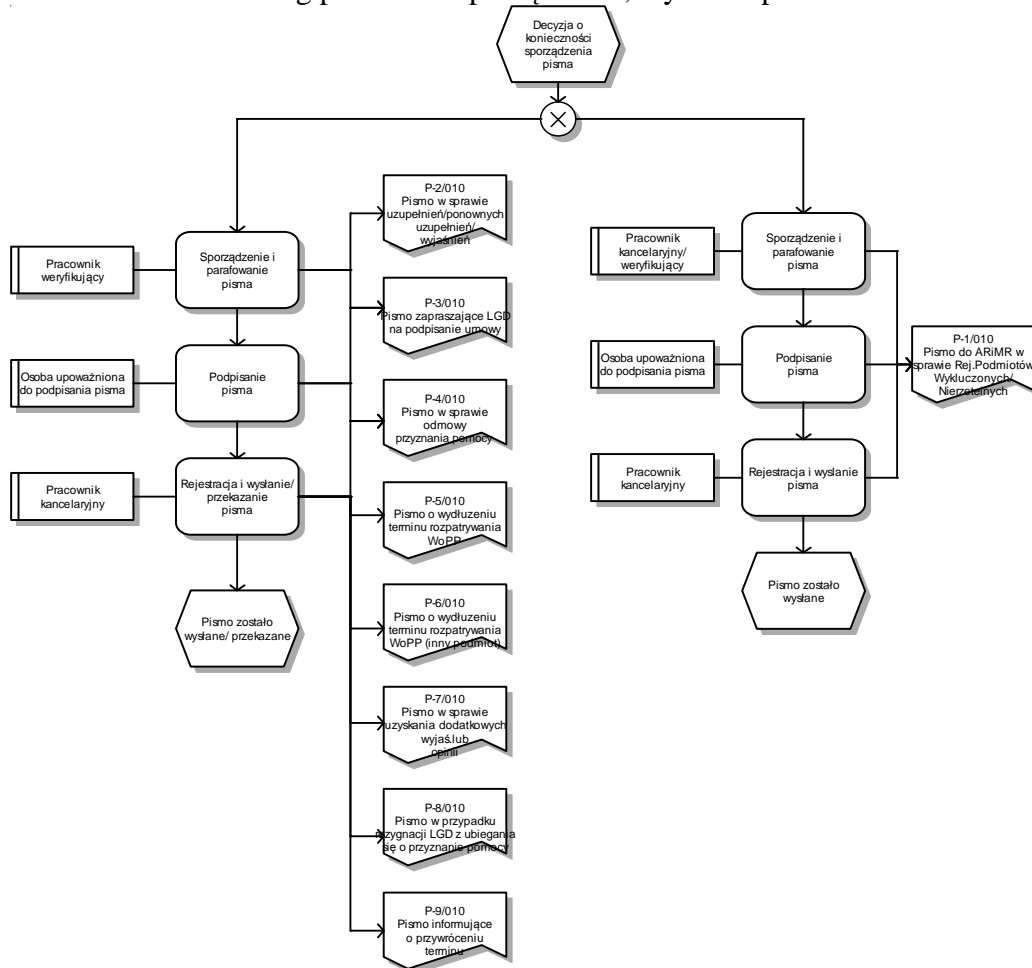 Decyzja o
konieczności
sporządzenia
pisma
P-2/010
Pismo w sprawie
uzupełnień/ponownych
uzupełnień/
wyjaśnień
Pracownik
weryfikujący
Sporządzenie i
parafowanie
pisma
P-3/010
Pismo zapraszające LGD
na podpisanie umowy
Osoba upoważniona
do podpisania pisma
Podpisanie
pisma
P-4/010
Pismo w sprawie
odmowy
przyznania pomocy
Pracownik
kancelaryjny
Rejestracja i wysłanie/
przekazanie
pisma
P-5/010
Pismo o wydłużeniu
terminu rozpatrywania
WoPP
Pismo zostało
wysłane/ przekazane
P-6/010
Pismo o wydłużeniu
terminu rozpatrywania
WoPP (inny podmiot)
P-7/010
Pismo w sprawie
uzyskania dodatkowych
wyjaś.lub
opinii
P-8/010
Pismo w przypadku
rezygnacji LGD z ubiegania
się o przyznanie pomocy
P-9/010
Pismo informujące
o przywróceniu
terminu
Pracownik
kancelaryjny/
weryfikujący
Sporządzenie i
parafowanie
pisma
Osoba upoważniona
do podpisania pisma
Podpisanie
pisma
P-1/010
Pismo do ARiMR w
sprawie Rej.Podmiotów
Wykluczonych/
Nierzetelnych
Pracownik
kancelaryjny
Rejestracja i wysłanie
pisma
Pismo zostało
wysłane